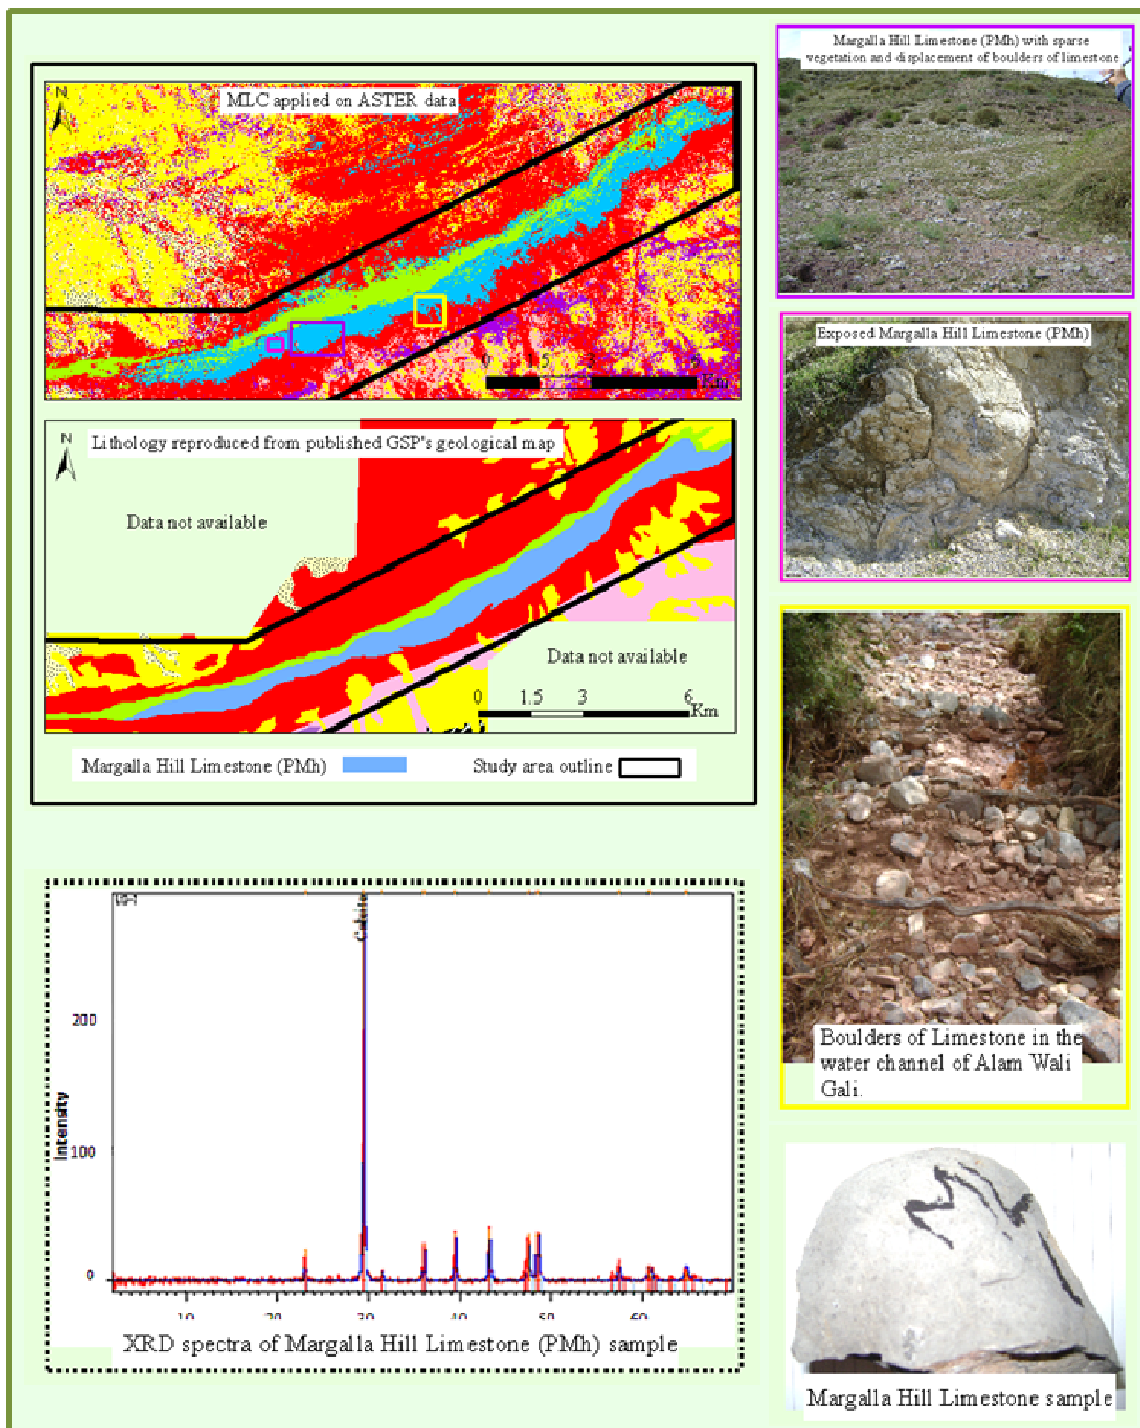 N
MLC applied on ASTER data
0 1.5 3 6
Km
N
Lithology reproduced from published GSP's geological map
Data not available
Data not available
0 1.5 3 6
Km
Margalla Hill Limestone (PMh)
Study area outline
Calcite
200
Intensity
100
0
10 20 30 40 50 60
XRD spectra of Margalla Hill Limestone (PMh) sample
Margalla Hill Limestone (PMh) with sparse
vegetation and displacement of boulders of limestone
Exposed Margalla Hill Limestone (PMh)
Boulders of Limestone in the
water channel of Alam Wali
Gali.
Margalla Hill Limestone sample